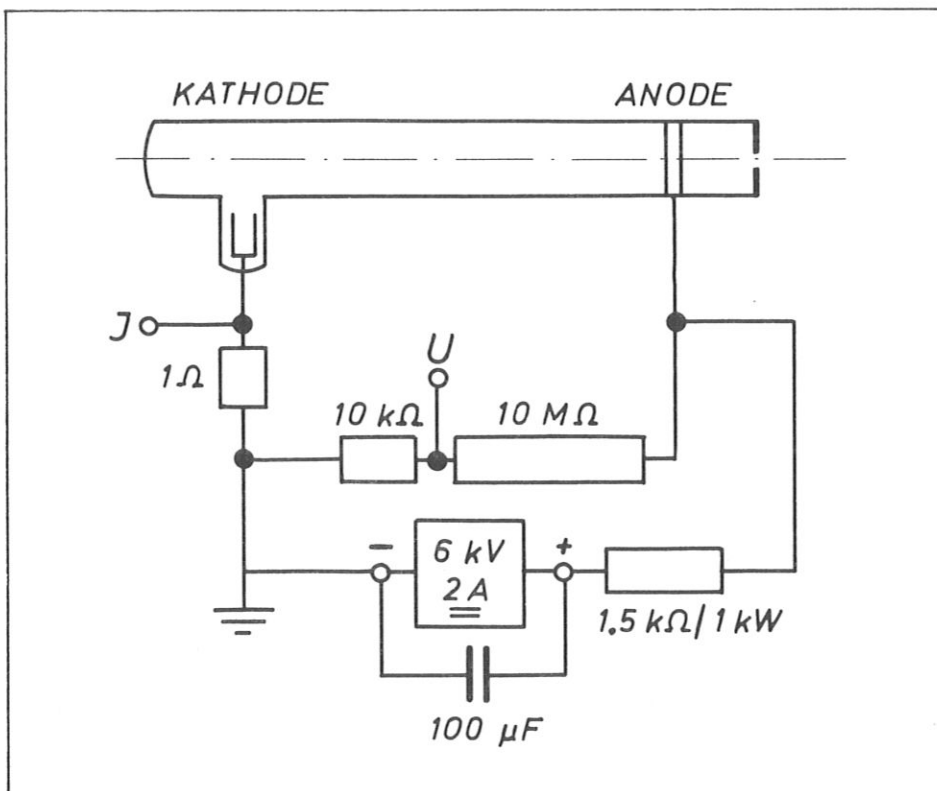 KATHODE ANODE
J
1Ω
U
10 kΩ 10 MΩ
− +
6 kV
2 A
1.5 kΩ/1 kW
100 µF